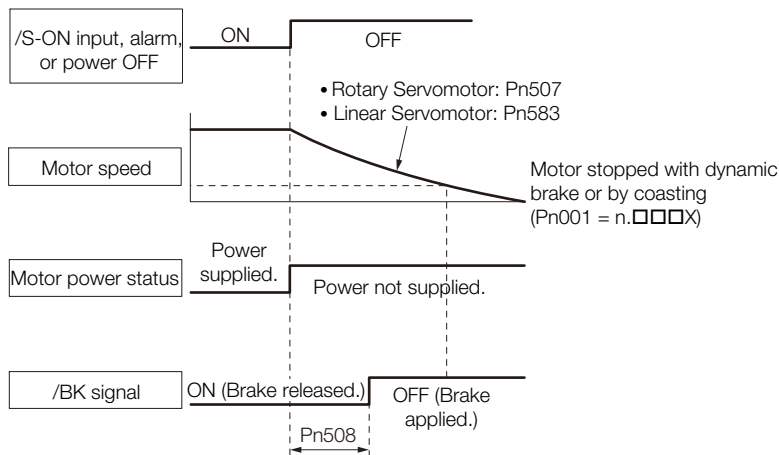 /S-ON input, alarm,
or power OFF
ON
OFF
• Rotary Servomotor: Pn507
• Linear Servomotor: Pn583
Motor speed
Motor stopped with dynamic
brake or by coasting
(Pn001 = n.□□□X)
Motor power status
Power
supplied.
Power not supplied.
/BK signal
ON (Brake released.)
OFF (Brake
applied.)
Pn508